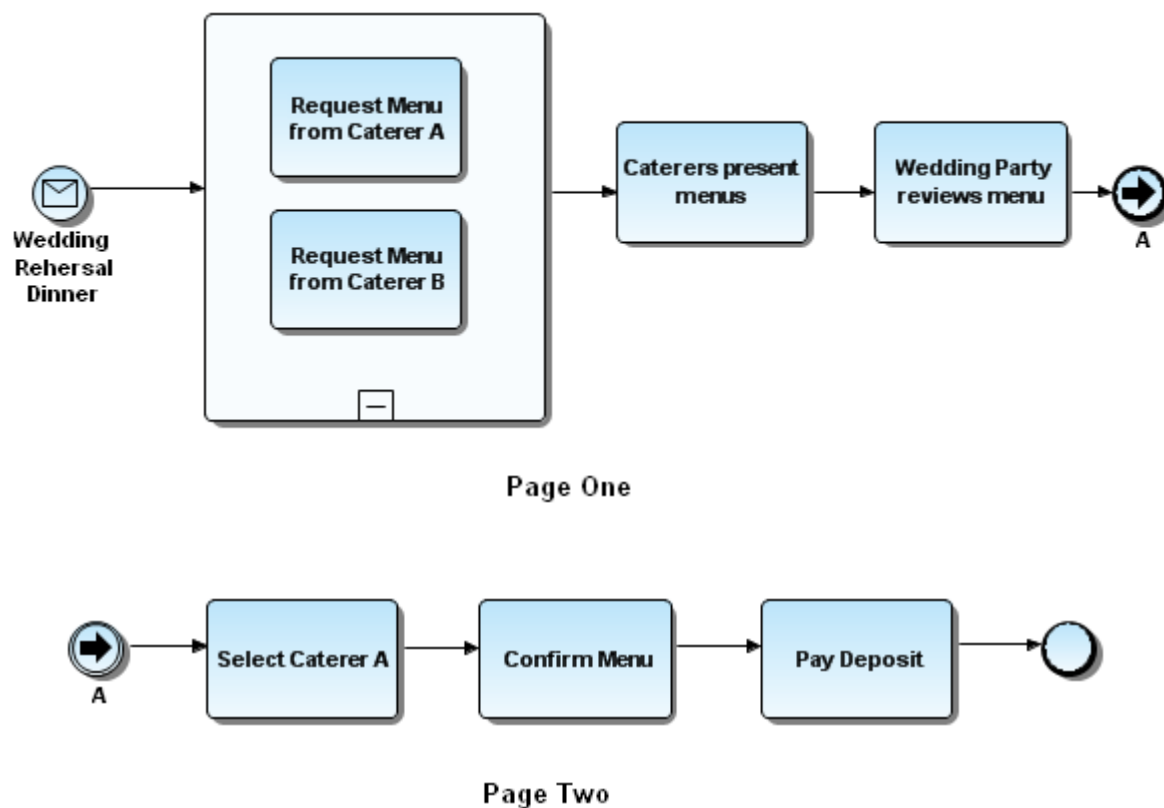 Request Menu
from Caterer A
Request Menu
from Caterer B
Caterers present
menus
Wedding Party
reviews menu
Wedding
Rehersal
Dinner
A
Page One
Select Caterer A
Confirm Menu
Pay Deposit
A
Page Two